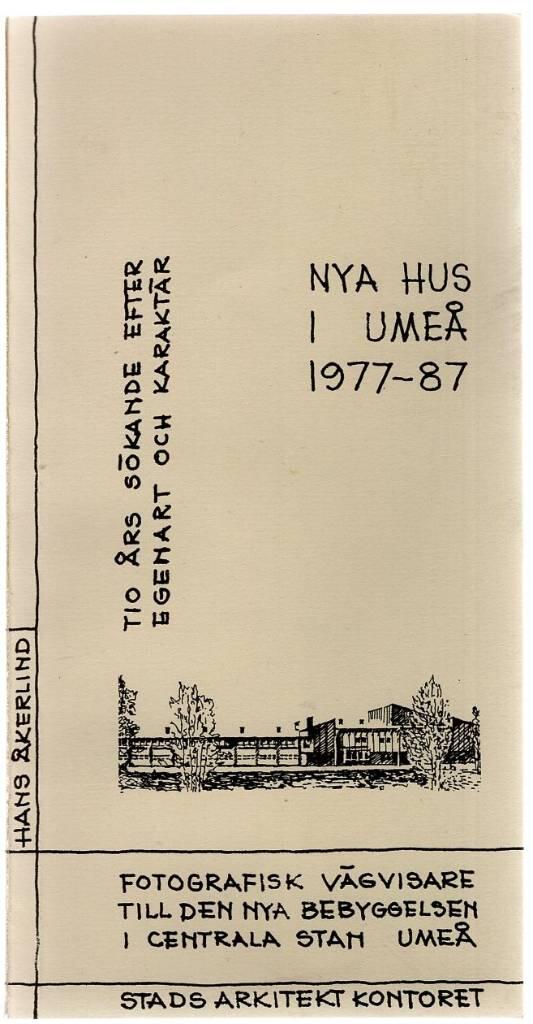 NYA HUS
I UMEÅ
1977-87
TIO ÅRS SÖKANDE EFTER
EGENART OCH KARAKTÄR
HANS ÅKERLIND
FOTOGRAFISK VÄGVISARE
TILL DEN NYA BEBYGGELSEN
I CENTRALA STAN UMEÅ
STADS ARKITEKT KONTORET